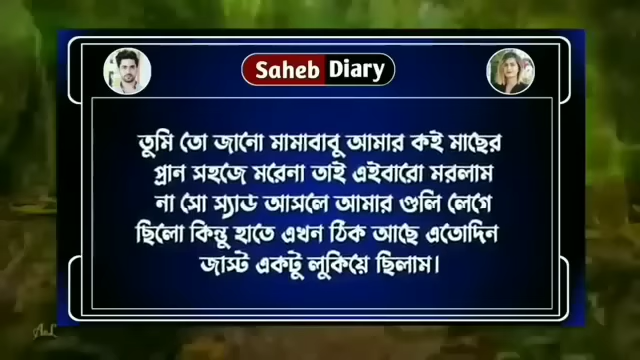 Saheb Diary
তুমি তো জানো মামাবাবু আমার কই মাছের
প্রান সহজে মরেনা তাই এইবারো মরলাম
না সো স্যাড আসলে আমার গুলি লেগে
ছিলো কিন্তু হাতে এখন ঠিক আছে এতোদিন
জাস্ট একটু লুকিয়ে ছিলাম।